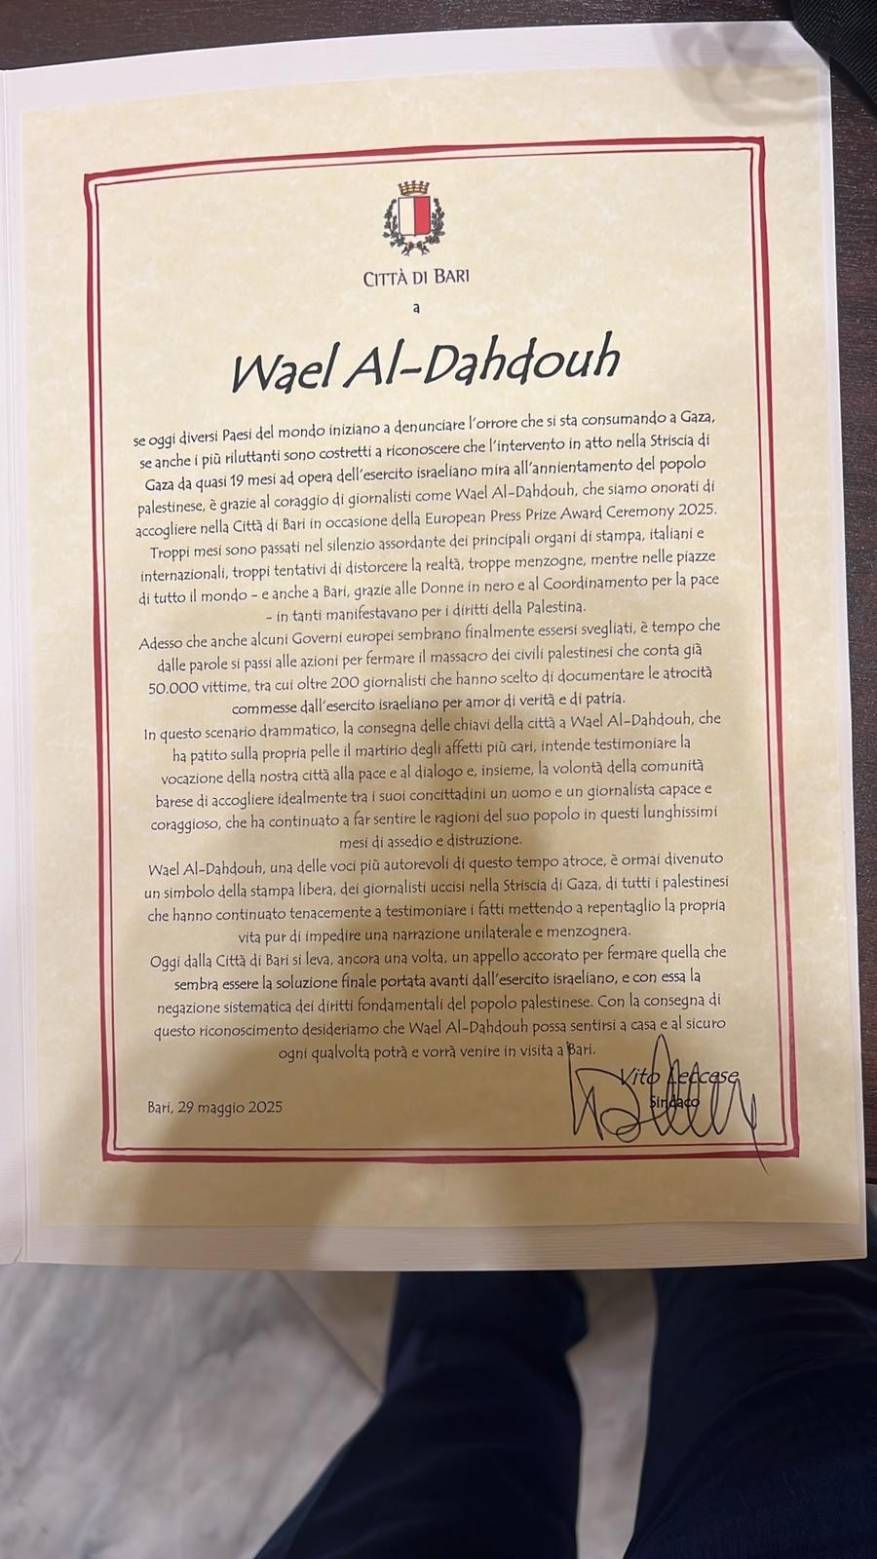 CITTÀ DI BARI
a
Wael Al-Dahdouh
se oggi diversi Paesi del mondo iniziano a denunciare l'orrore che si sta consumando a Gaza,
se anche i più riluttanti sono costretti a riconoscere che l'intervento in atto nella Striscia di
Gaza da quasi 19 mesi ad opera dell'esercito israeliano mira all'annientamento del popolo
palestinese, è grazie al coraggio di giornalisti come Wael Al-Dahdouh, che siamo onorati di
accogliere nella Città di Bari in occasione della European Press Prize Award Ceremony 2025.
Troppi mesi sono passati nel silenzio assordante dei principali organi di stampa, italiani e
internazionali, troppi tentativi di distorcere la realtà, troppe menzogne, mentre nelle piazze
di tutto il mondo - e anche a Bari, grazie alle Donne in nero e al Coordinamento per la pace
- in tanti manifestavano per i diritti della Palestina.
Adesso che anche alcuni Governi europei sembrano finalmente essersi svegliati, è tempo che
dalle parole si passi alle azioni per fermare il massacro dei civili palestinesi che conta già
50.000 vittime, tra cui oltre 200 giornalisti che hanno scelto di documentare le atrocità
commesse dall'esercito israeliano per amor di verità e di patria.
In questo scenario drammatico, la consegna delle chiavi della città a Wael Al-Dahdouh, che
ha patito sulla propria pelle il martirio degli affetti più cari, intende testimoniare la
vocazione della nostra città alla pace e al dialogo e, insieme, la volontà della comunità
barese di accogliere idealmente tra i suoi concittadini un uomo e un giornalista capace e
coraggioso, che ha continuato a far sentire le ragioni del suo popolo in questi lunghissimi
mesi di assedio e distruzione.
Wael Al-Dahdouh, una delle voci più autorevoli di questo tempo atroce, è ormai divenuto
un simbolo della stampa libera, dei giornalisti uccisi nella Striscia di Gaza, di tutti i palestinesi
che hanno continuato tenacemente a testimoniare i fatti mettendo a repentaglio la propria
vita pur di impedire una narrazione unilaterale e menzognera.
Oggi dalla Città di Bari si leva, ancora una volta, un appello accorato per fermare quella che
sembra essere la soluzione finale portata avanti dall'esercito israeliano, e con essa la
negazione sistematica dei diritti fondamentali del popolo palestinese. Con la consegna di
questo riconoscimento desideriamo che Wael Al-Dahdouh possa sentirsi a casa e al sicuro
ogni qualvolta potrà e vorrà venire in visita a Bari.
Vito Leccese
Sindaco
Bari, 29 maggio 2025